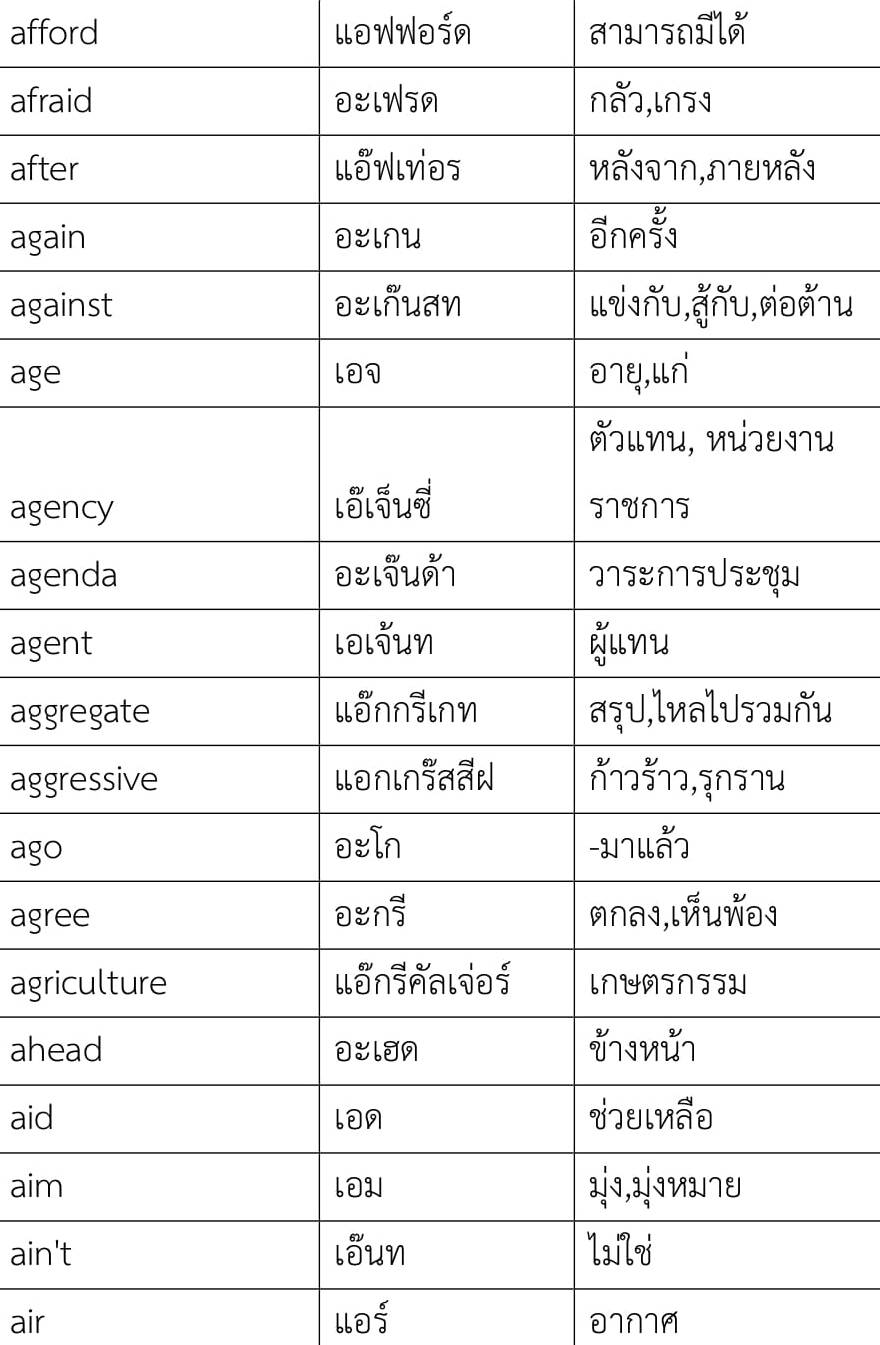 afford แอฟฟอร์ด สามารถมีได้
afraid อะเฟรด กลัว,เกรง
after แอ๊ฟเท่อร หลังจาก,ภายหลัง
again อะเกน อีกครั้ง
against อะเก๊นสท แข่งกับ,สู้กับ,ต่อต้าน
age เอจ อายุ,แก่
ตัวแทน, หน่วยงาน
agency เอ๊เจ็นซี่ ราชการ
agenda อะเจ๊นด้า วาระการประชุม
agent เอเจ้นท ผู้แทน
aggregate แอ๊กกรีเกท สรุป,ไหลไปรวมกัน
aggressive แอกเกร๊สสีฝ ก้าวร้าว,รุกราน
ago อะโก -มาแล้ว
agree อะกรี ตกลง,เห็นพ้อง
agriculture แอ๊กรีคัลเจ่อร์ เกษตรกรรม
ahead อะเฮด ข้างหน้า
aid เอด ช่วยเหลือ
aim เอม มุ่ง,มุ่งหมาย
ain't เอ๊นท ไม่ใช่
air แอร์ อากาศ